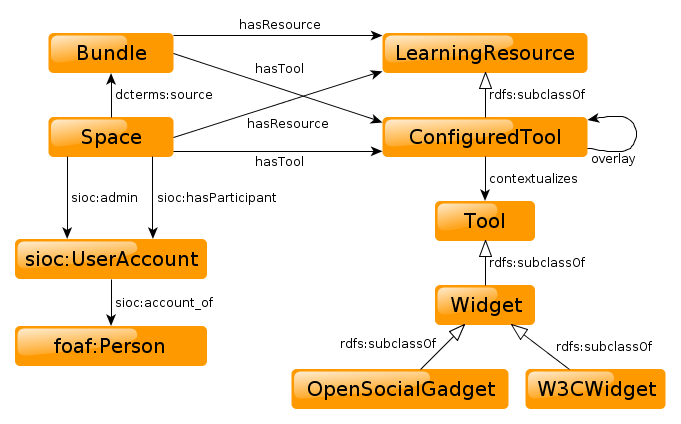 hasResource
Bundle
LearningResource
hasTool
dcterms:source
rdfs:subclassOf
hasResource
Space
ConfiguredTool
hasTool
overlay
contextualizes
sioc:admin
sioc:hasParticipant
Tool
sioc:UserAccount
rdfs:subclassOf
sioc:account_of
Widget
foaf:Person
rdfs:subclassOf
rdfs:subclassOf
OpenSocialGadget
W3CWidget